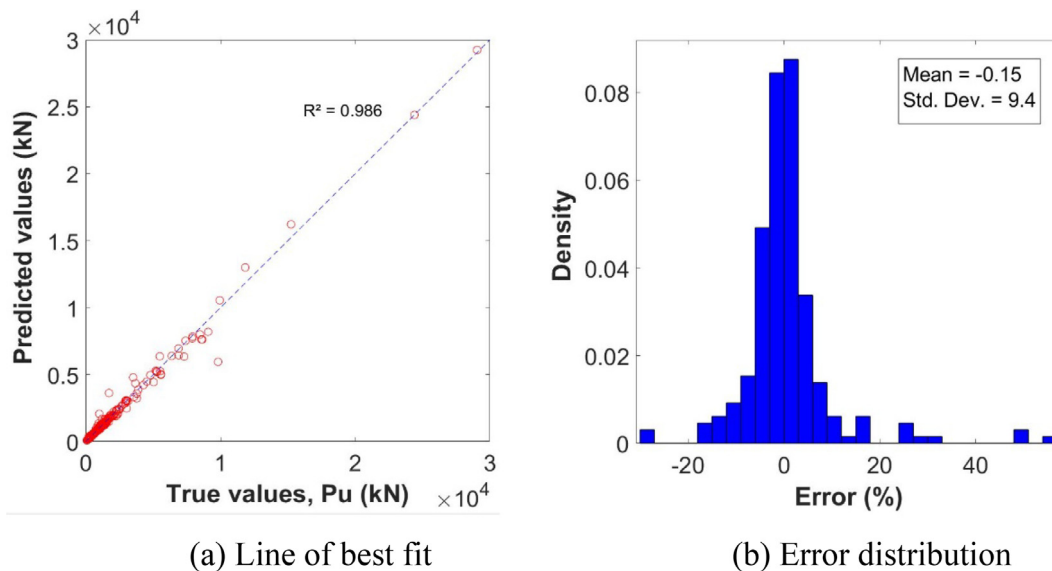 ×10⁴
3
2.5
2
1.5
1
0.5
0
Predicted values (kN)
R² = 0.986
0 1 2 3
True values, Pu (kN) ×10⁴
(a) Line of best fit
Mean = -0.15
Std. Dev. = 9.4
0.08
0.06
0.04
0.02
0
Density
-20 0 20 40
Error (%)
(b) Error distribution